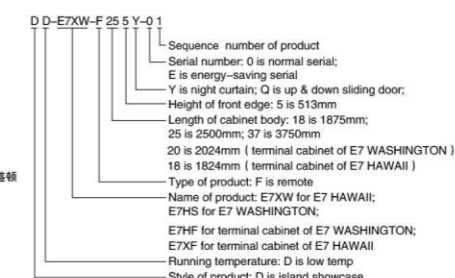 D D-E7XW-F 25 5 Y-0 1
Sequence number of product
Serial number: 0 is normal serial;
E is energy-saving serial
Y is night curtain; Q is up & down sliding door;
Height of front edge: 5 is 513mm
Length of cabinet body: 18 is 1875mm;
25 is 2500mm; 37 is 3750mm
20 is 2024mm ( terminal cabinet of E7 WASHINGTON )
18 is 1824mm ( terminal cabinet of E7 HAWAII )
Type of product: F is remote
Name of product: E7XW for E7 HAWAII;
E7HS for E7 WASHINGTON;
E7HF for terminal cabinet of E7 WASHINGTON;
E7XF for terminal cabinet of E7 HAWAII
Running temperature: D is low temp
Style of product: D is island showcase
盛顿